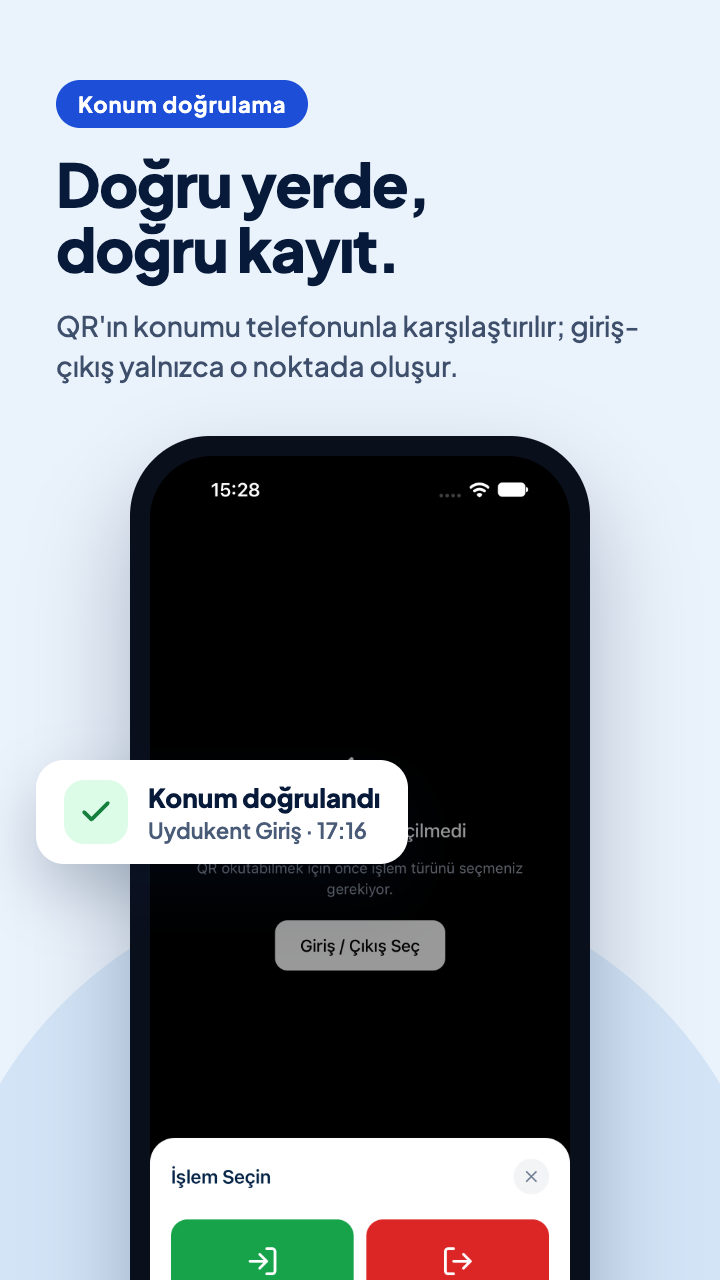 Konum doğrulama
Doğru yerde,
doğru kayıt.
QR'ın konumu telefonunla karşılaştırılır; giriş-
çıkış yalnızca o noktada oluşur.
15:28
Konum doğrulandı
Uydukent Giriş · 17:16
QR okutabilmek için önce işlem türünü seçmeniz
gerekiyor.
Giriş / Çıkış Seç
İşlem Seçin